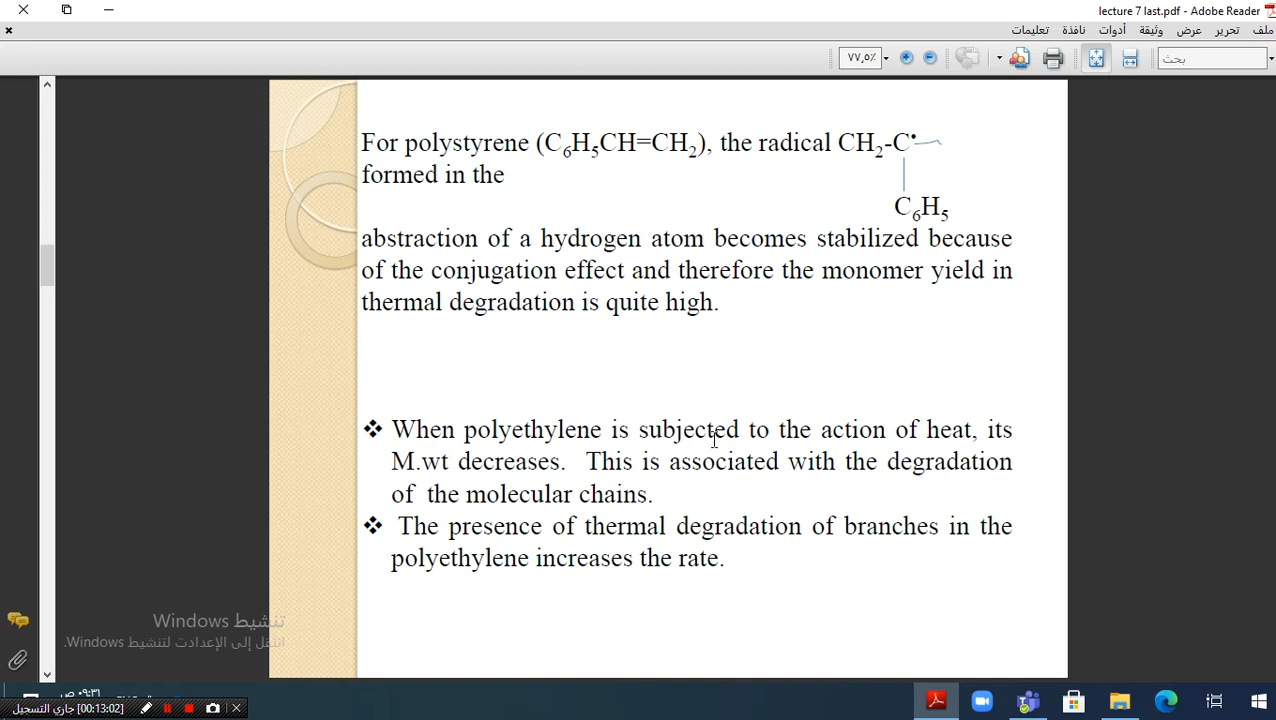 lecture 7 last.pdf - Adobe Reader
ملف تحرير عرض وثيقة أدوات نافذة تعليمات
٧٧,٥٪ بحث
For polystyrene (C₆H₅CH=CH₂), the radical CH₂-C•
formed in the
C₆H₅
abstraction of a hydrogen atom becomes stabilized because
of the conjugation effect and therefore the monomer yield in
thermal degradation is quite high.
❖ When polyethylene is subjected to the action of heat, its
M.wt decreases. This is associated with the degradation
of the molecular chains.
❖ The presence of thermal degradation of branches in the
polyethylene increases the rate.
تنشيط Windows
انتقل إلى الإعدادت لتنشيط Windows.
٠٩:٣١ ص
[00:13:02] جاري التسجيل